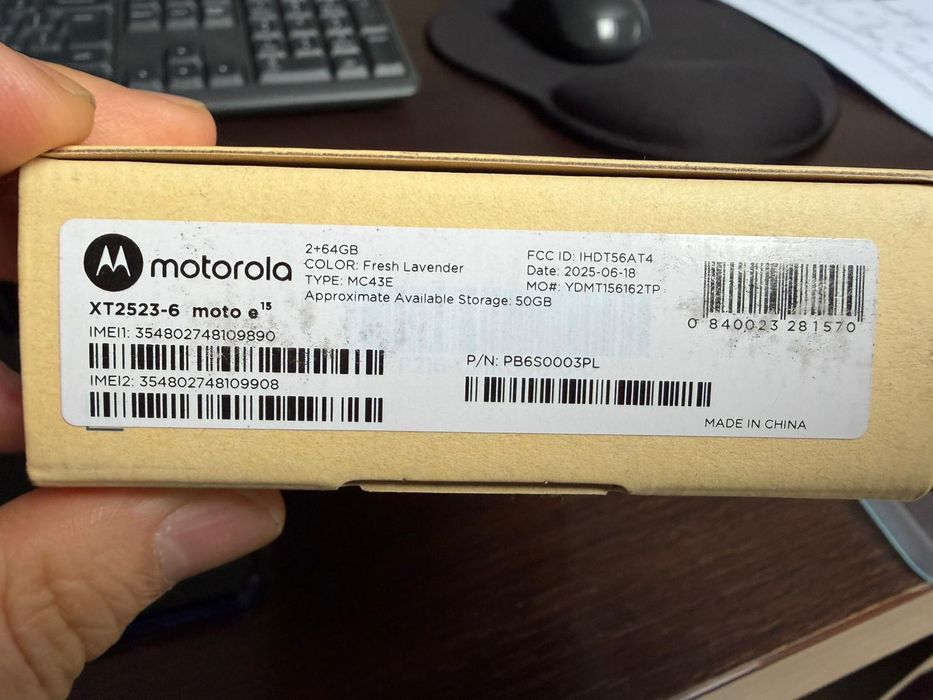 motorola
XT2523-6 moto e¹⁵
2+64GB
COLOR: Fresh Lavender
TYPE: MC43E
Approximate Available Storage: 50GB
FCC ID: IHDT56AT4
Date: 2025-06-18
MO#: YDMT156162TP
0 840023 281570
IMEI1: 354802748109890
IMEI2: 354802748109908
P/N: PB6S0003PL
MADE IN CHINA